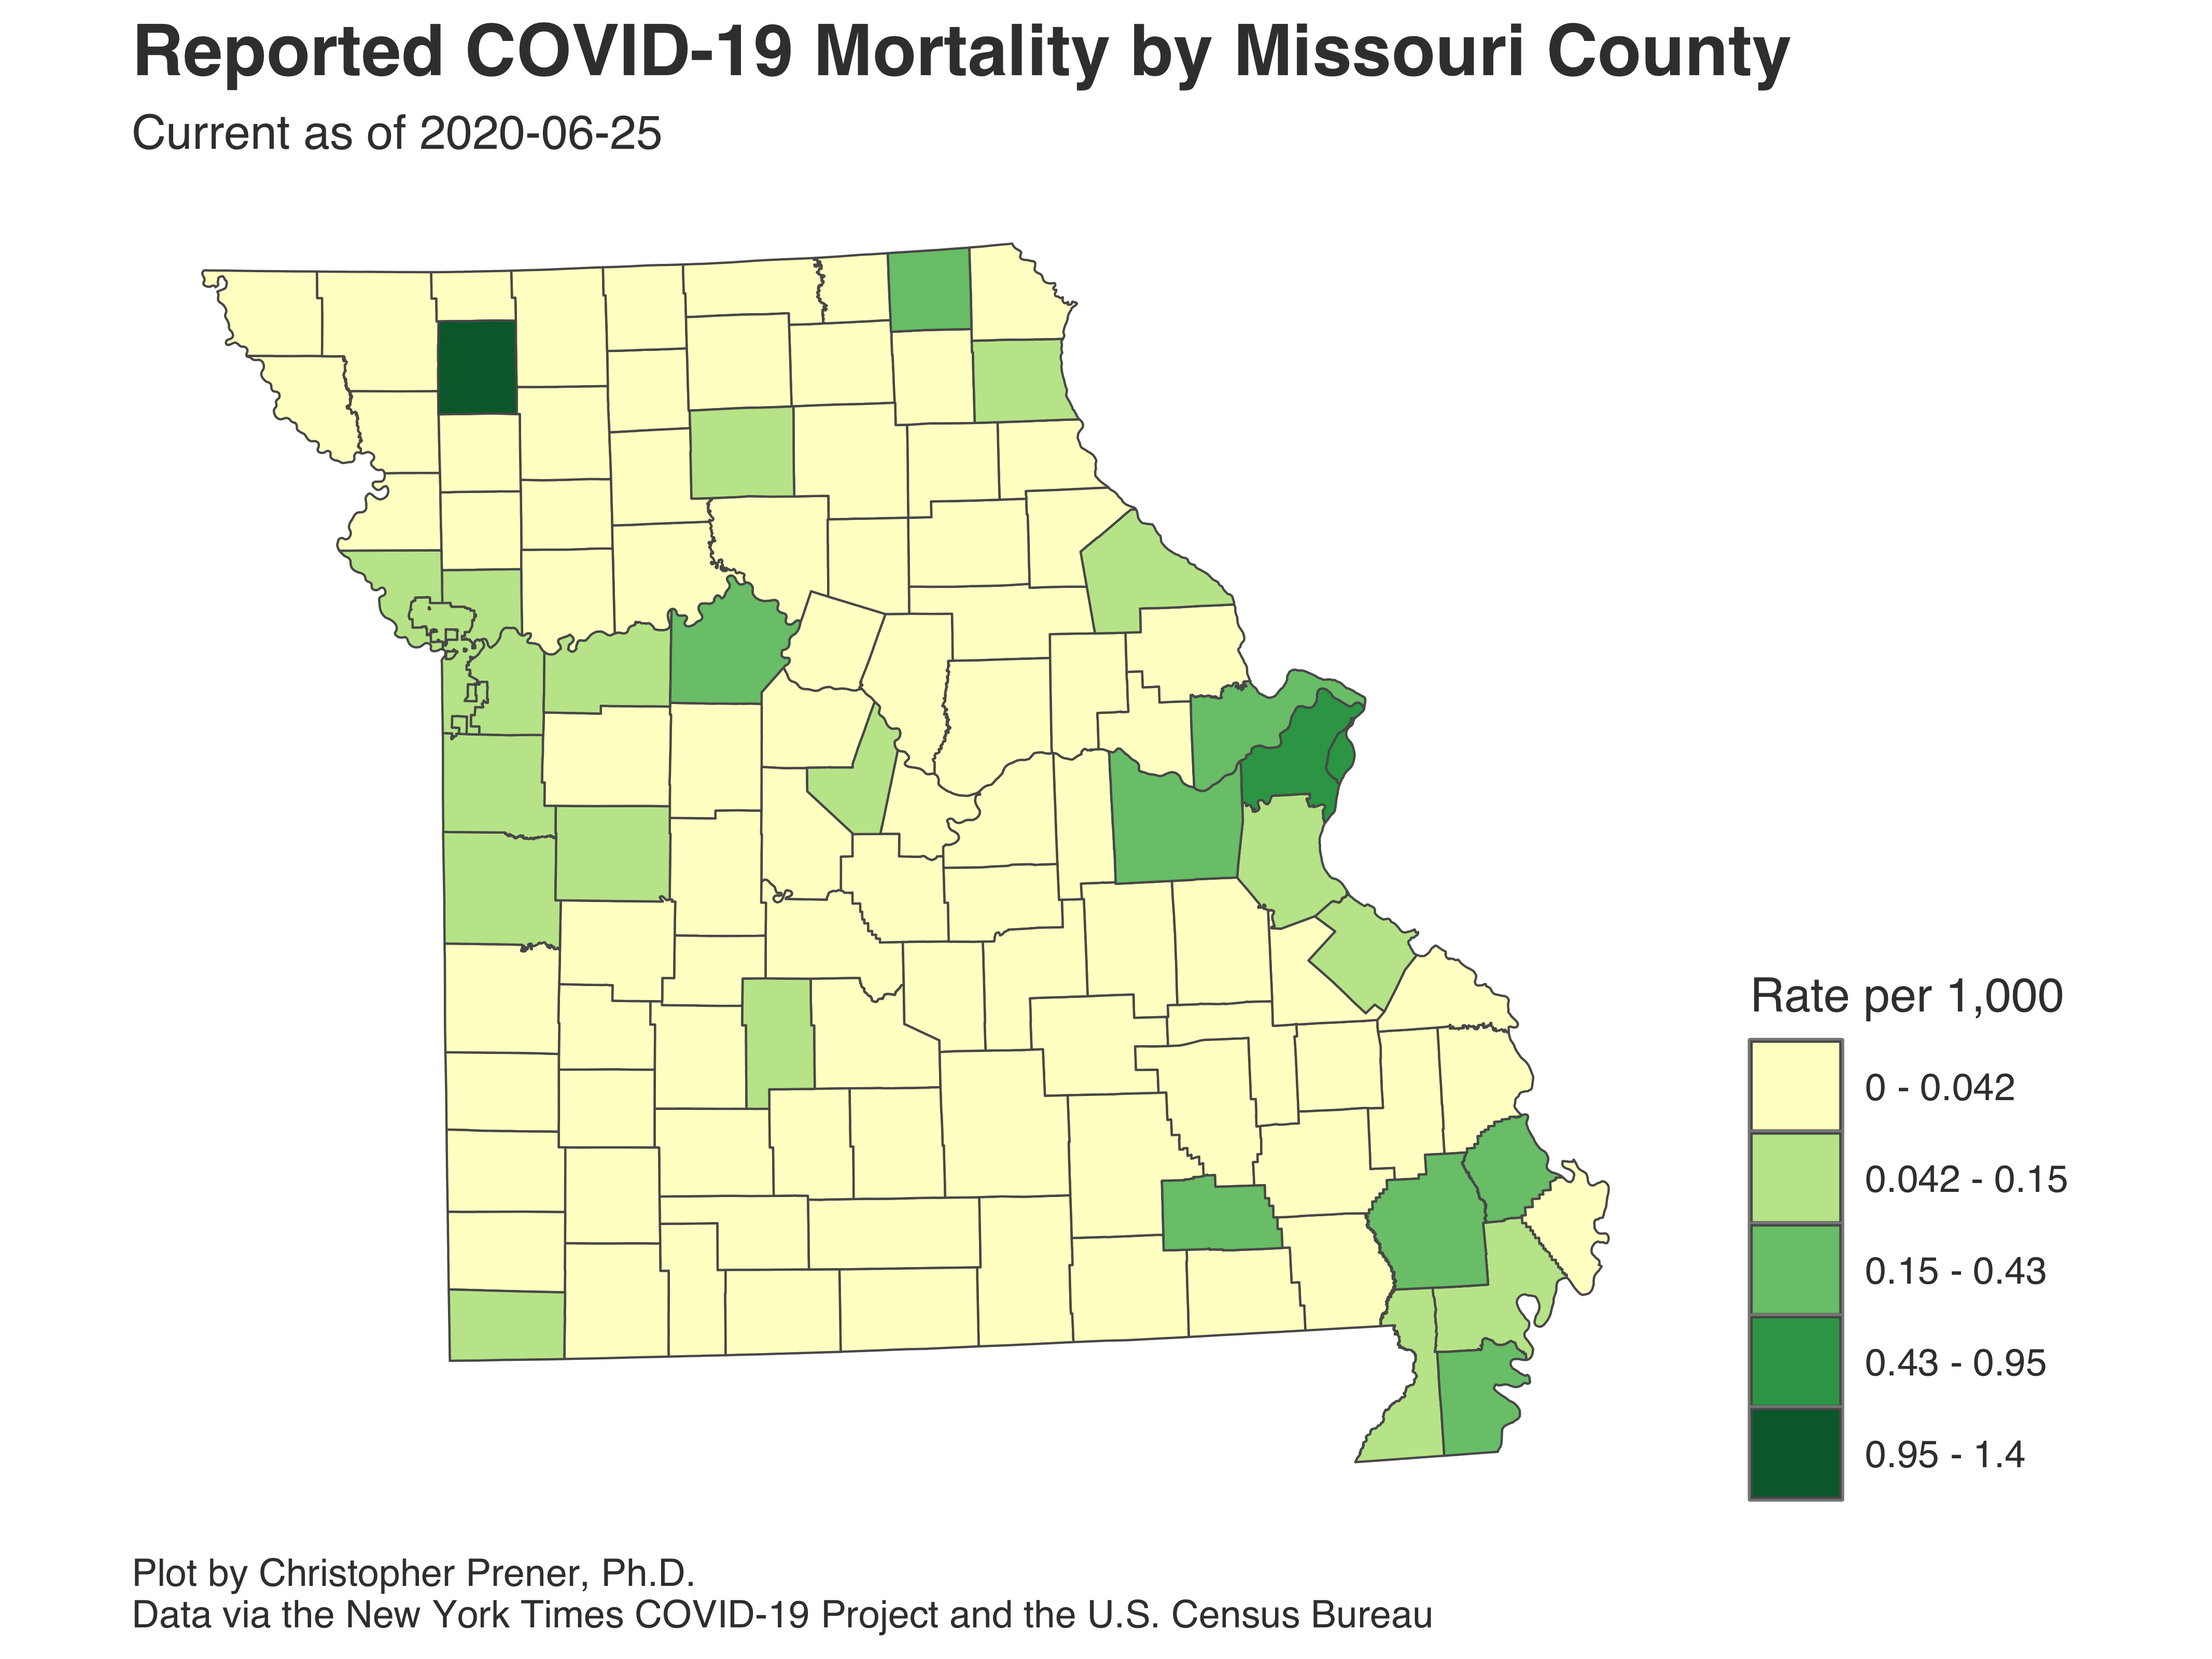 Reported COVID-19 Mortality by Missouri County
Current as of 2020-06-25
Rate per 1,000
0 - 0.042
0.042 - 0.15
0.15 - 0.43
0.43 - 0.95
0.95 - 1.4
Plot by Christopher Prener, Ph.D.
Data via the New York Times COVID-19 Project and the U.S. Census Bureau